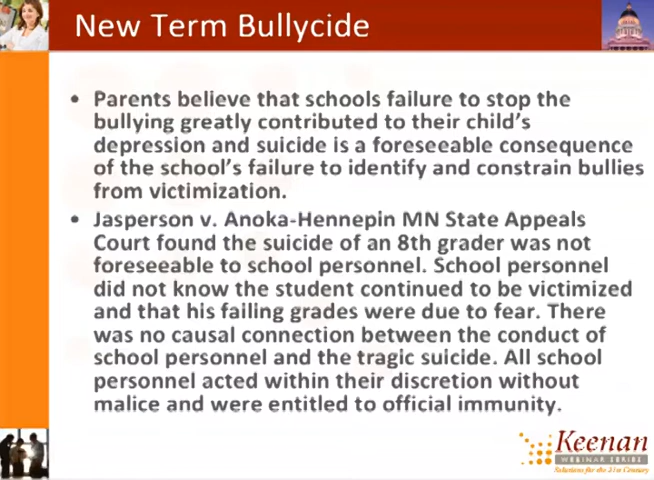 New Term Bullycide
• Parents believe that schools failure to stop the
bullying greatly contributed to their child's
depression and suicide is a foreseeable consequence
of the school's failure to identify and constrain bullies
from victimization.
• Jasperson v. Anoka-Hennepin MN State Appeals
Court found the suicide of an 8th grader was not
foreseeable to school personnel. School personnel
did not know the student continued to be victimized
and that his failing grades were due to fear. There
was no causal connection between the conduct of
school personnel and the tragic suicide. All school
personnel acted within their discretion without
malice and were entitled to official immunity.
Keenan
WEBINAR SERIES
Solutions for the 21st Century